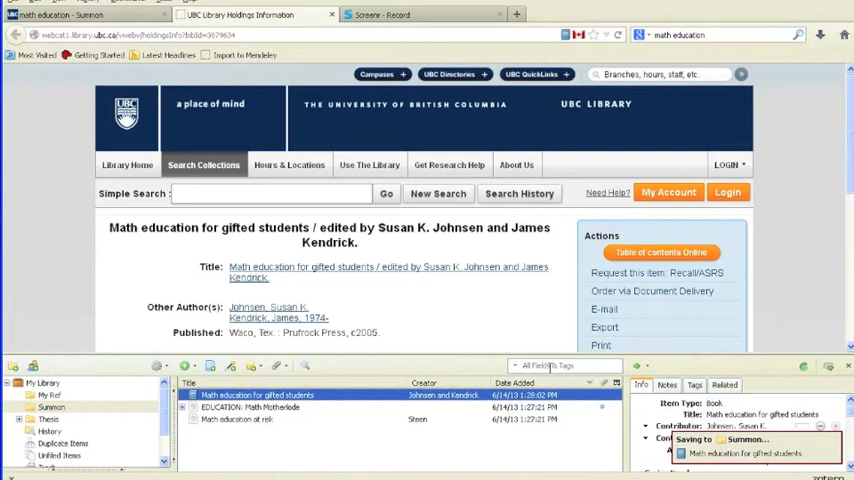 math education - Summon
UBC Library Holdings Information
Screenr - Record
webcat1.library.ubc.ca/vwebv/holdingsInfo?bibId=3679634
math education
Most Visited Getting Started Latest Headlines Import to Mendeley
Campuses + UBC Directories + UBC QuickLinks + Branches, hours, staff, etc.
UBC a place of mind THE UNIVERSITY OF BRITISH COLUMBIA UBC LIBRARY
Library Home Search Collections Hours & Locations Use The Library Get Research Help About Us LOGIN
Simple Search : Go New Search Search History Need Help? My Account Login
Math education for gifted students / edited by Susan K. Johnsen and James
Kendrick.
Title: Math education for gifted students / edited by Susan K. Johnsen and James
Kendrick.
Other Author(s): Johnsen, Susan K.
Kendrick, James, 1974-
Published: Waco, Tex. : Prufrock Press, c2005.
Actions
Table of contents Online
Request this item: Recall/ASRS
Order via Document Delivery
E-mail
Export
Print
All Fields & Tags
My Library
My Ref
Summon
Thesis
History
Duplicate Items
Unfiled Items
Title Creator Date Added
Math education for gifted students Johnsen and Kendrick 6/14/13 1:28:02 PM
EDUCATION: Math Motherlode 6/14/13 1:27:21 PM
Math education at risk Steen 6/14/13 1:27:21 PM
Info Notes Tags Related
Item Type: Book
Title: Math education for gifted students
Contributor: Johnsen, Susan K.
Saving to Summon...
Math education for gifted students
zotero